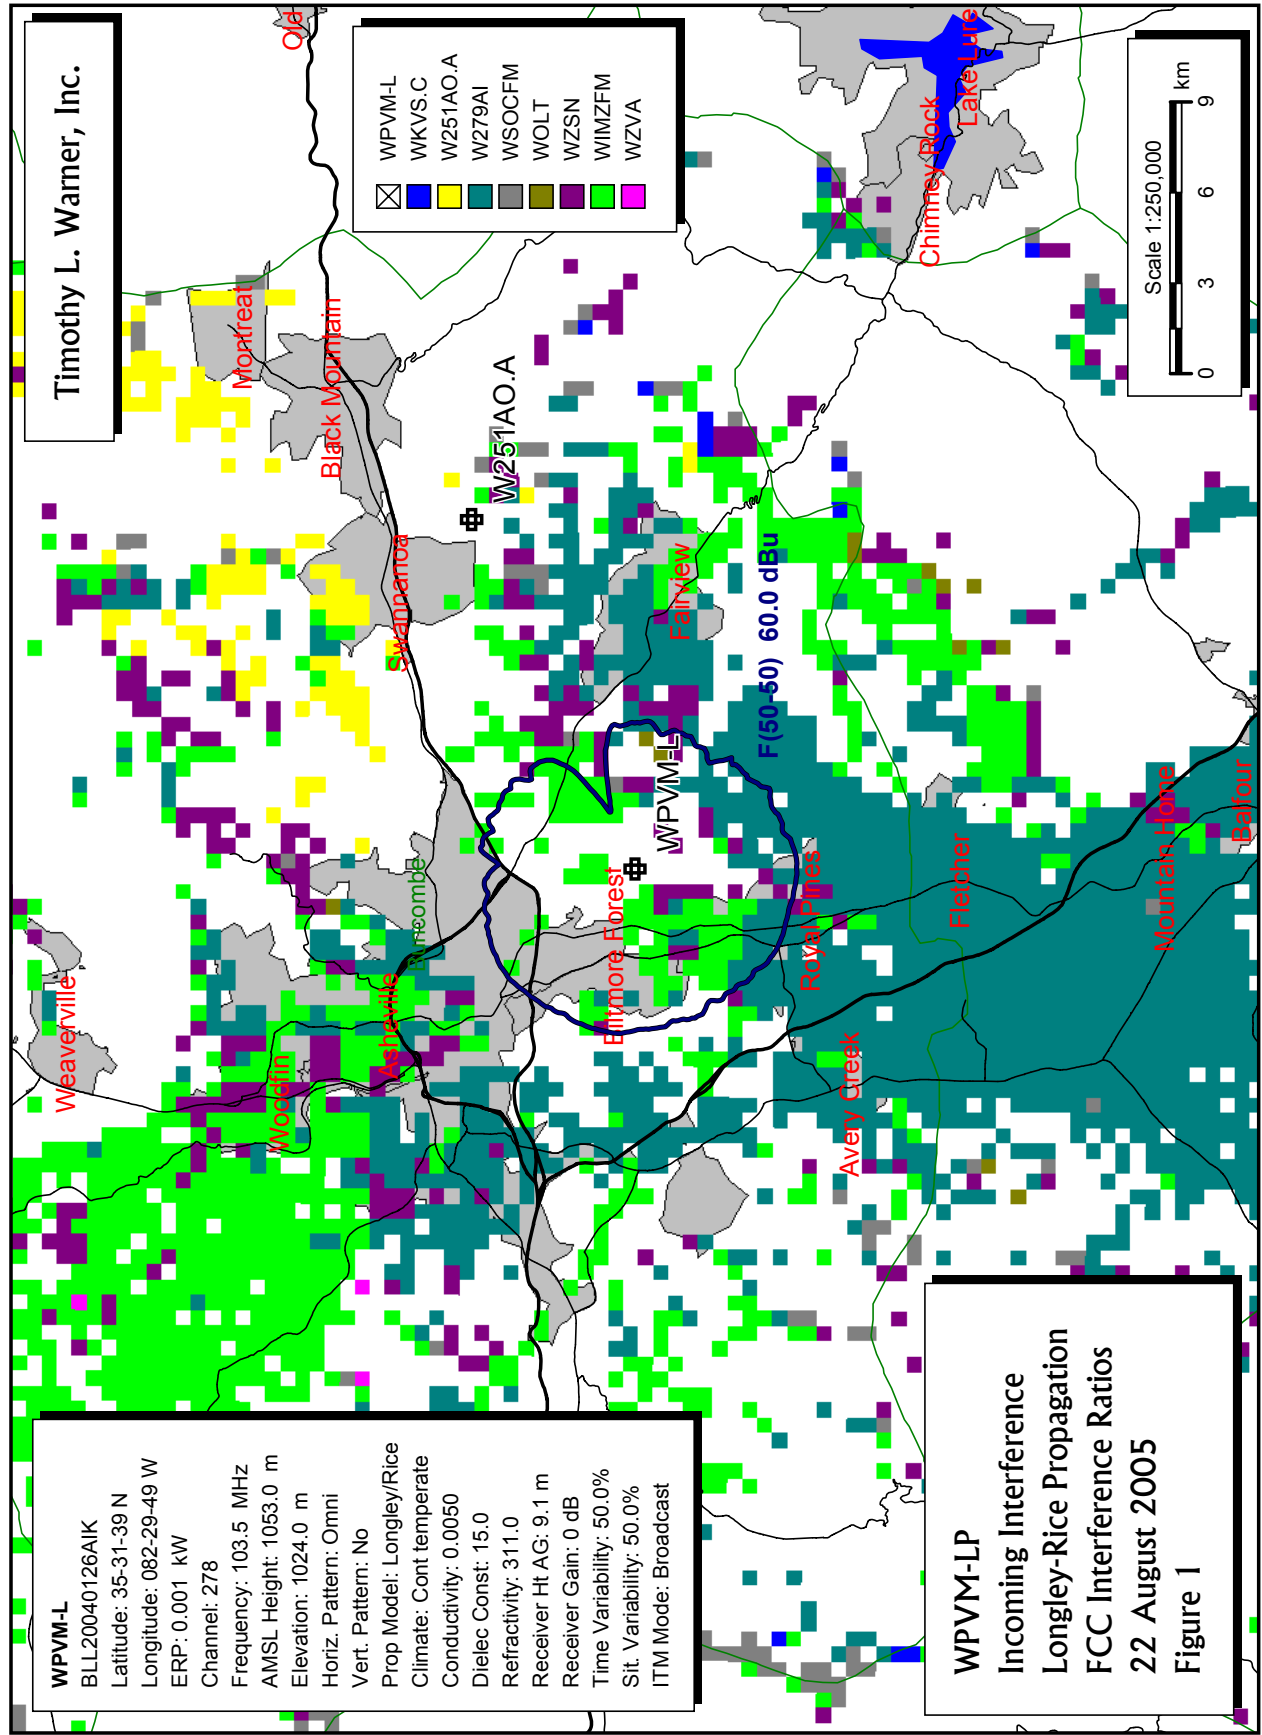 Timothy L. Warner, Inc.
WPVM-L
WKVS.C
W251AO.A
W279AI
WSOCFM
WOLT
WZSN
WIMZFM
WZVA
Old
Montreat
Black Mountain
Swannanoa
Weaverville
Woodfin
Asheville
Buncombe
W251AO.A
Fairview
WPVM-L
Biltmore Forest
F(50-50) 60.0 dBu
Royal Pines
Avery Creek
Fletcher
Mountain Home
Balfour
Chimney Rock
Lake Lure
Scale 1:250,000
0 3 6 9 km
WPVM-L
BLL20040126AIK
Latitude: 35-31-39 N
Longitude: 082-29-49 W
ERP: 0.001 kW
Channel: 278
Frequency: 103.5 MHz
AMSL Height: 1053.0 m
Elevation: 1024.0 m
Horiz. Pattern: Omni
Vert. Pattern: No
Prop Model: Longley/Rice
Climate: Cont temperate
Conductivity: 0.0050
Dielec Const: 15.0
Refractivity: 311.0
Receiver Ht AG: 9.1 m
Receiver Gain: 0 dB
Time Variability: 50.0%
Sit. Variability: 50.0%
ITM Mode: Broadcast
WPVM-LP
Incoming Interference
Longley-Rice Propagation
FCC Interference Ratios
22 August 2005
Figure 1